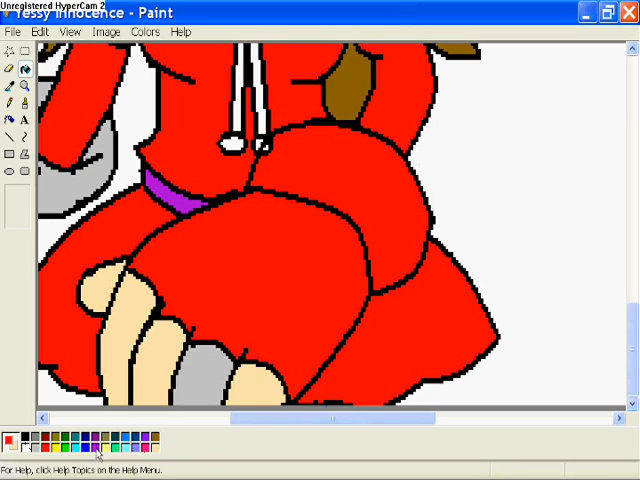 Unregistered HyperCam 2
Yessy Innocence - Paint
File Edit View Image Colors Help
A
For Help, click Help Topics on the Help Menu.